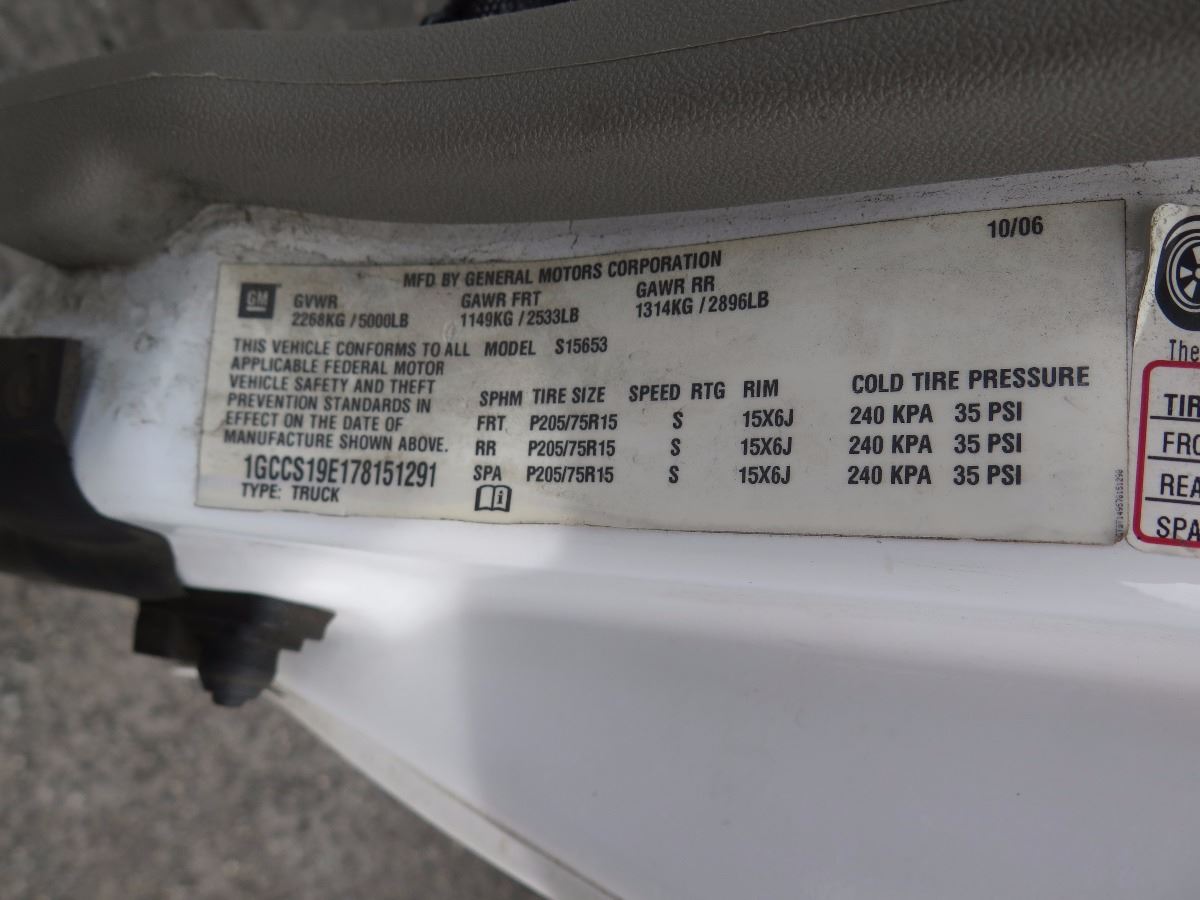 10/06
MFD BY GENERAL MOTORS CORPORATION
GM
GVWR GAWR FRT GAWR RR
2268KG / 5000LB 1149KG / 2533LB 1314KG / 2896LB
THIS VEHICLE CONFORMS TO ALL MODEL S15653
APPLICABLE FEDERAL MOTOR
VEHICLE SAFETY AND THEFT
PREVENTION STANDARDS IN
EFFECT ON THE DATE OF
MANUFACTURE SHOWN ABOVE.
1GCCS19E178151291
TYPE: TRUCK
SPHM TIRE SIZE SPEED RTG RIM COLD TIRE PRESSURE
FRT P205/75R15 S 15X6J 240 KPA 35 PSI
RR P205/75R15 S 15X6J 240 KPA 35 PSI
SPA P205/75R15 S 15X6J 240 KPA 35 PSI
The
TIR
FRO
REA
SPA